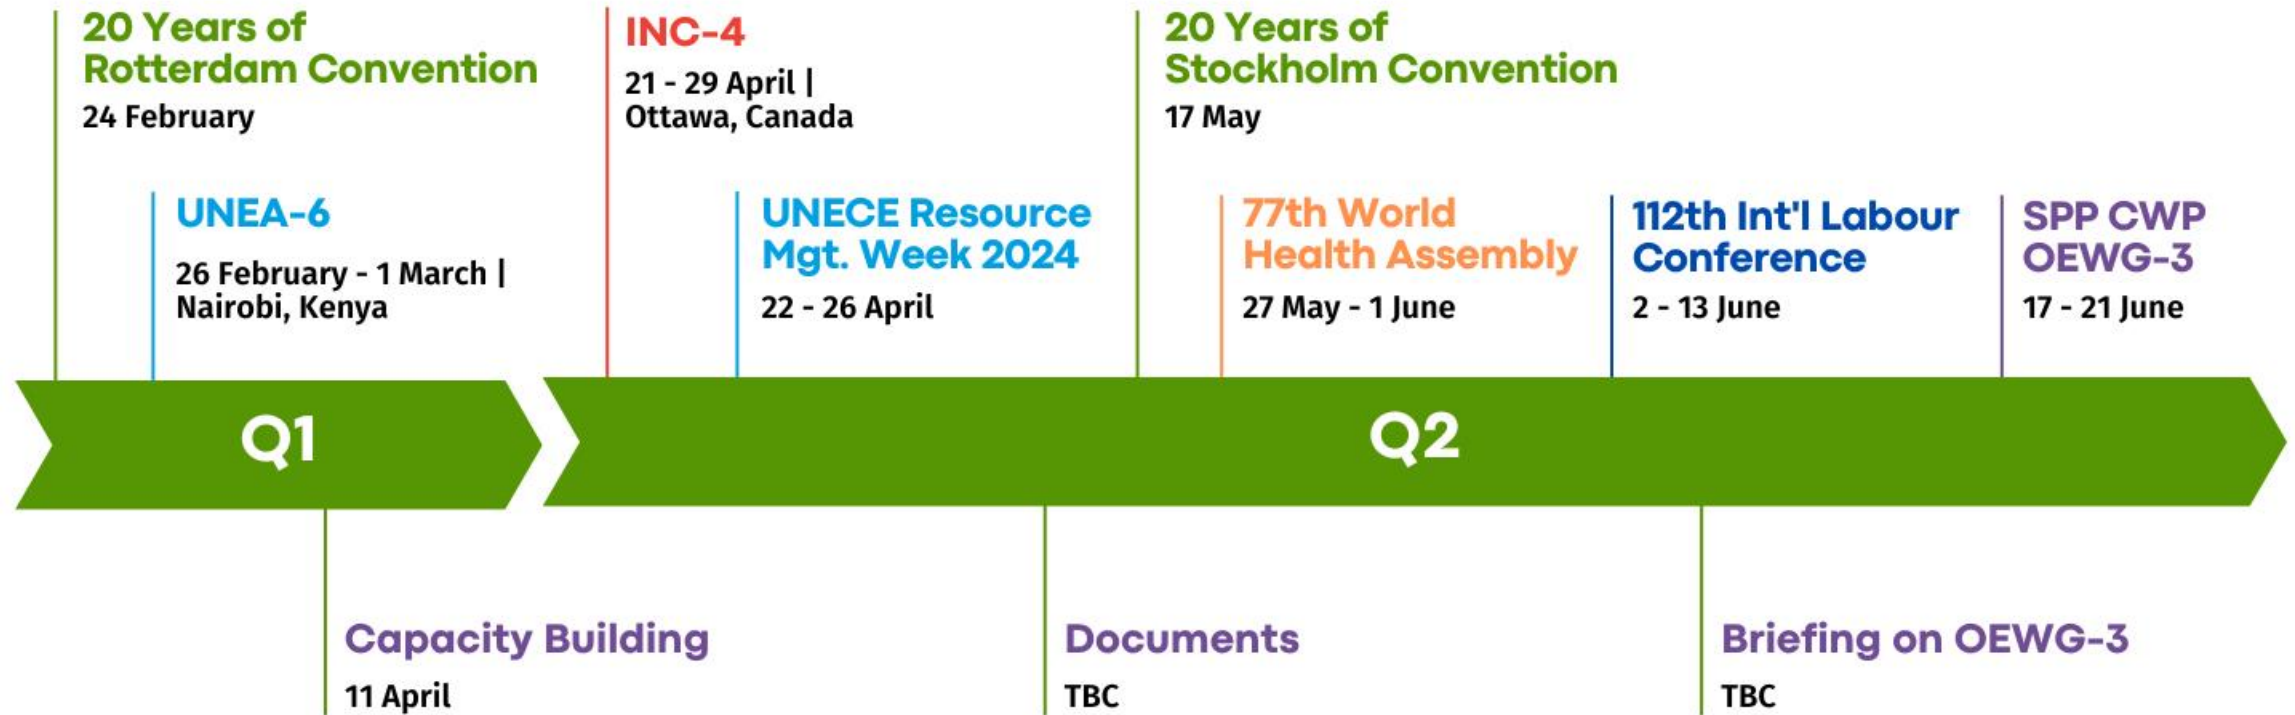 20 Years of
Rotterdam Convention
24 February
INC-4
21 - 29 April |
Ottawa, Canada
20 Years of
Stockholm Convention
17 May
UNEA-6
26 February - 1 March |
Nairobi, Kenya
UNECE Resource
Mgt. Week 2024
22 - 26 April
77th World
Health Assembly
27 May - 1 June
112th Int'l Labour
Conference
2 - 13 June
SPP CWP
OEWG-3
17 - 21 June
Q1
Q2
Capacity Building
11 April
Documents
TBC
Briefing on OEWG-3
TBC